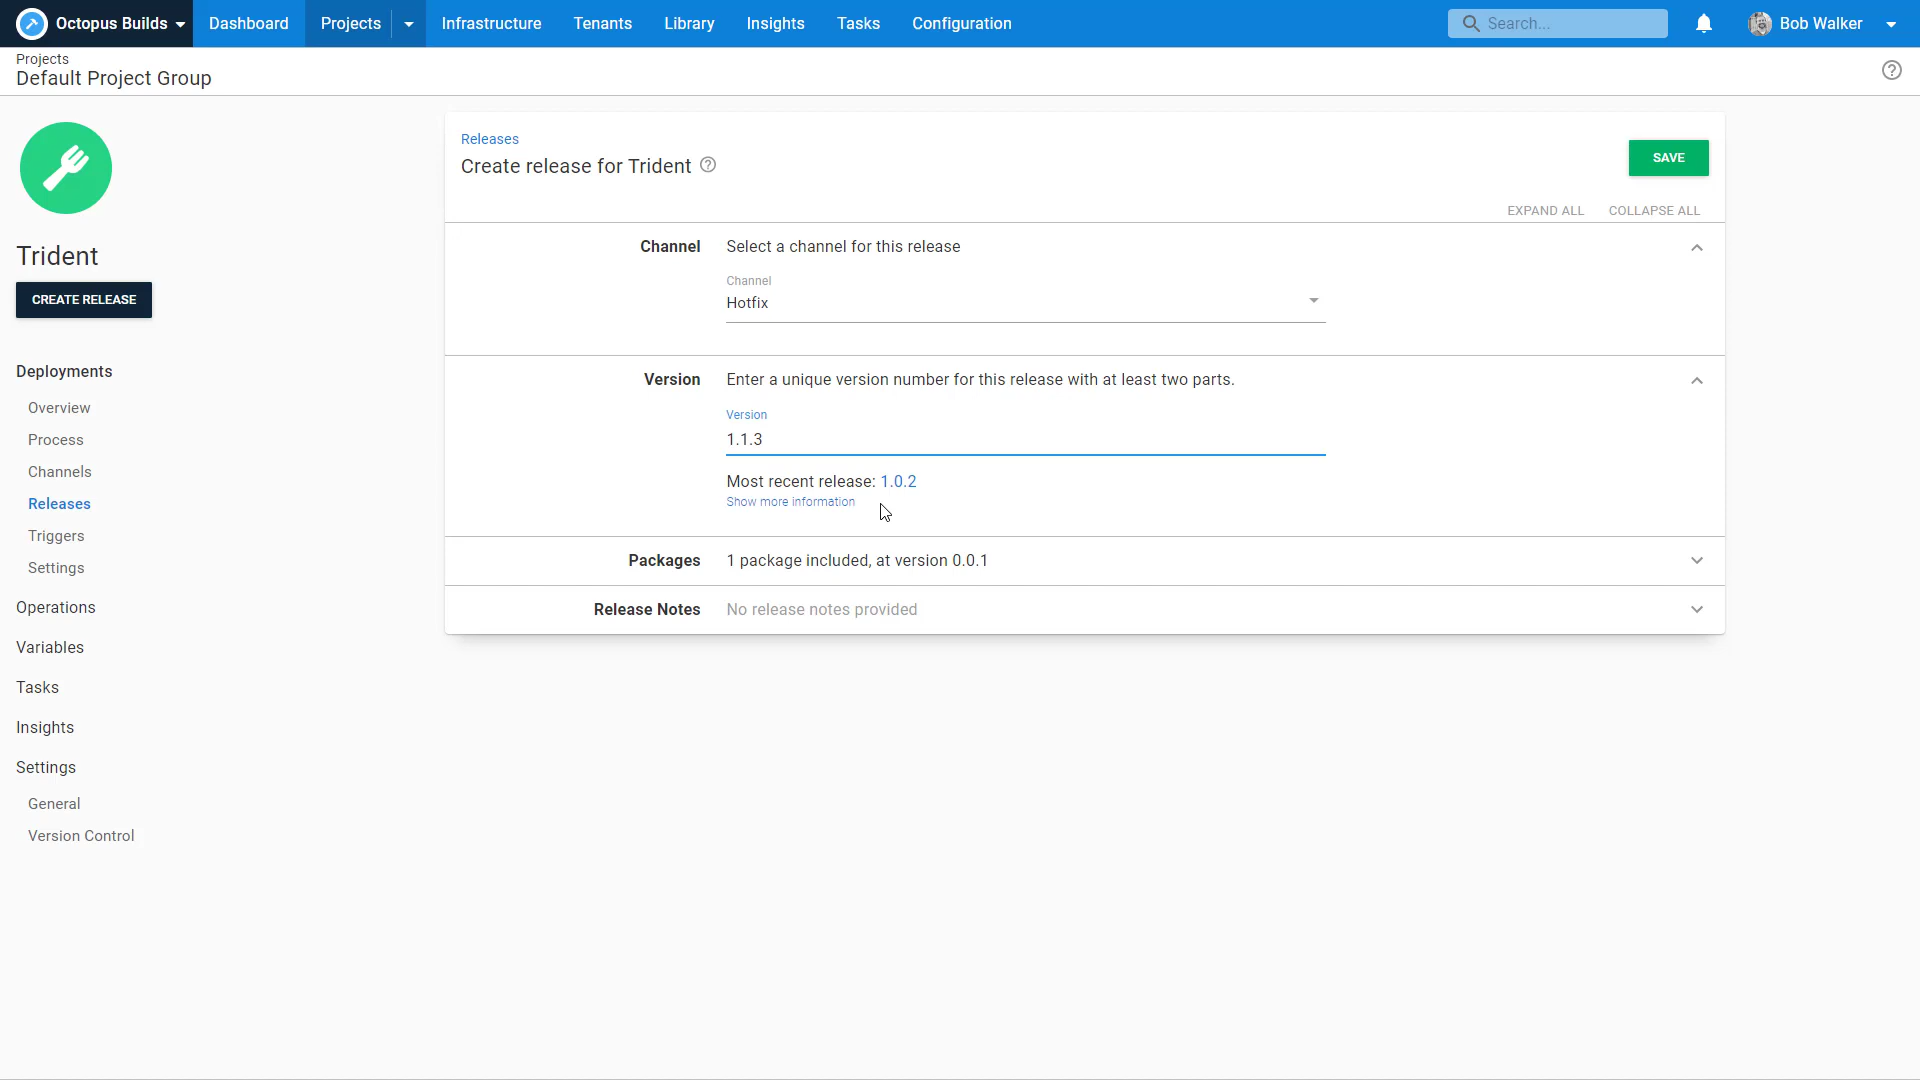 Octopus Builds
Dashboard
Projects
Infrastructure
Tenants
Library
Insights
Tasks
Configuration
Search...
Bob Walker
Projects
Default Project Group
Trident
CREATE RELEASE
Deployments
Overview
Process
Channels
Releases
Triggers
Settings
Operations
Variables
Tasks
Insights
Settings
General
Version Control
Releases
Create release for Trident
SAVE
EXPAND ALL
COLLAPSE ALL
Channel
Select a channel for this release
Channel
Hotfix
Version
Enter a unique version number for this release with at least two parts.
Version
1.1.3
Most recent release: 1.0.2
Show more information
Packages
1 package included, at version 0.0.1
Release Notes
No release notes provided